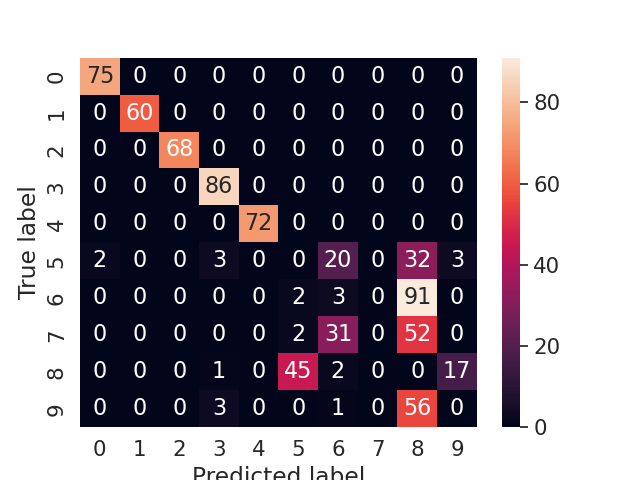 True label
0 75 0 0 0 0 0 0 0 0 0
1 0 60 0 0 0 0 0 0 0 0
2 0 0 68 0 0 0 0 0 0 0
3 0 0 0 86 0 0 0 0 0 0
4 0 0 0 0 72 0 0 0 0 0
5 2 0 0 3 0 0 20 0 32 3
6 0 0 0 0 0 2 3 0 91 0
7 0 0 0 0 0 2 31 0 52 0
8 0 0 0 1 0 45 2 0 0 17
9 0 0 0 3 0 0 1 0 56 0
0 1 2 3 4 5 6 7 8 9
Predicted label
80
60
40
20
0